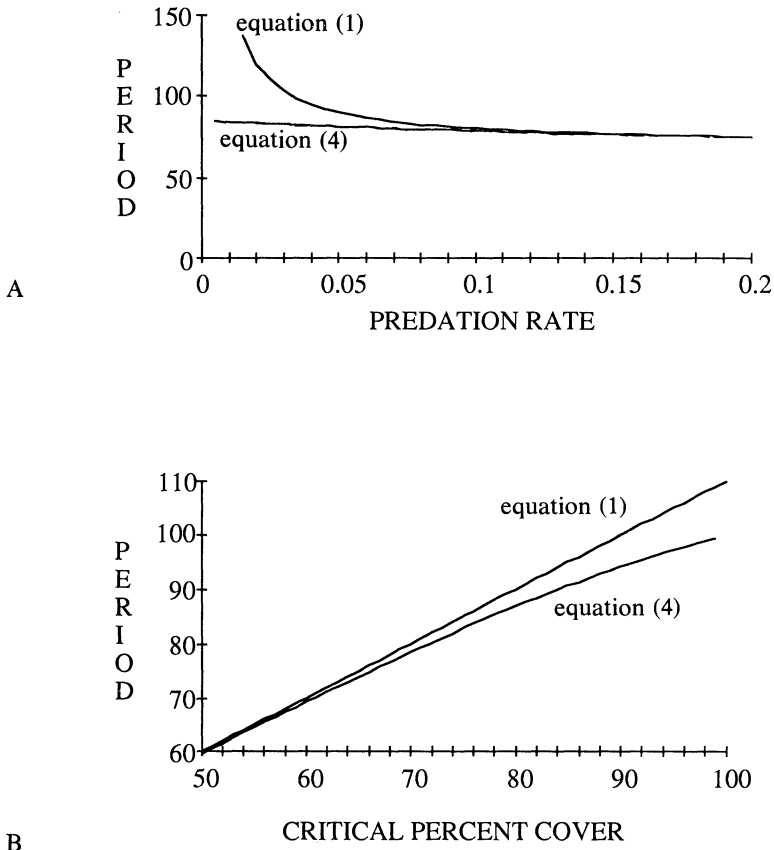 150
equation (1)
PERIOD
100
equation (4)
50
0
A
0 0.05 0.1 0.15 0.2
PREDATION RATE
110
equation (1)
100
PERIOD
90
equation (4)
80
70
60
50 60 70 80 90 100
CRITICAL PERCENT COVER
B